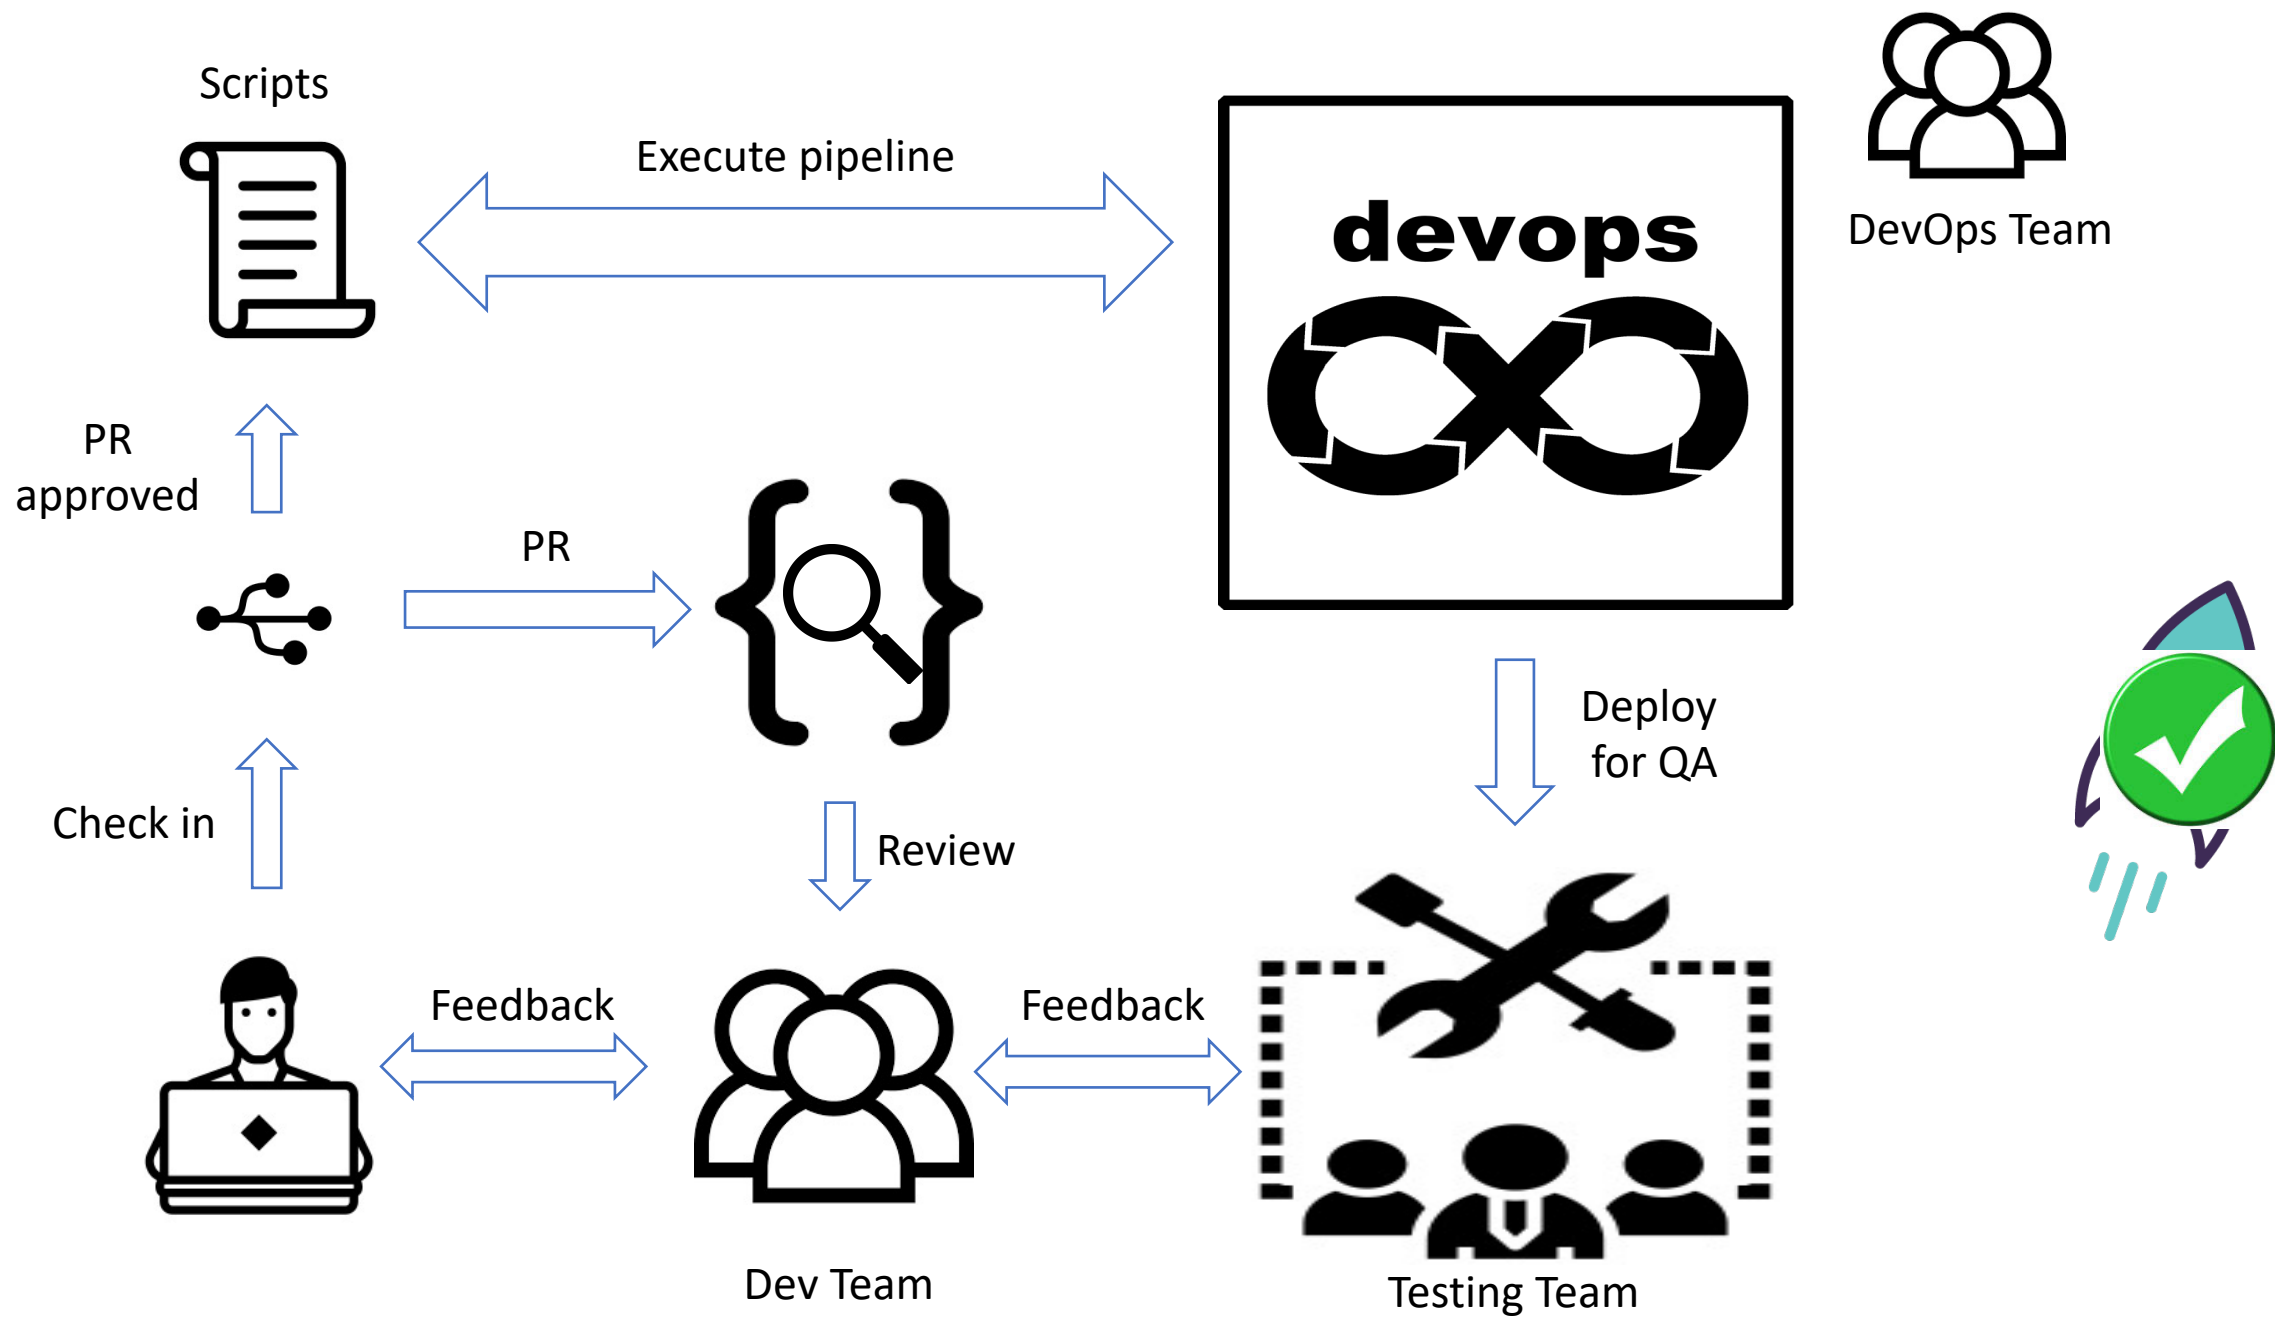 Scripts
Execute pipeline
devops
DevOps Team
PR
approved
PR
Deploy
for QA
Check in
Review
Feedback
Feedback
Dev Team
Testing Team